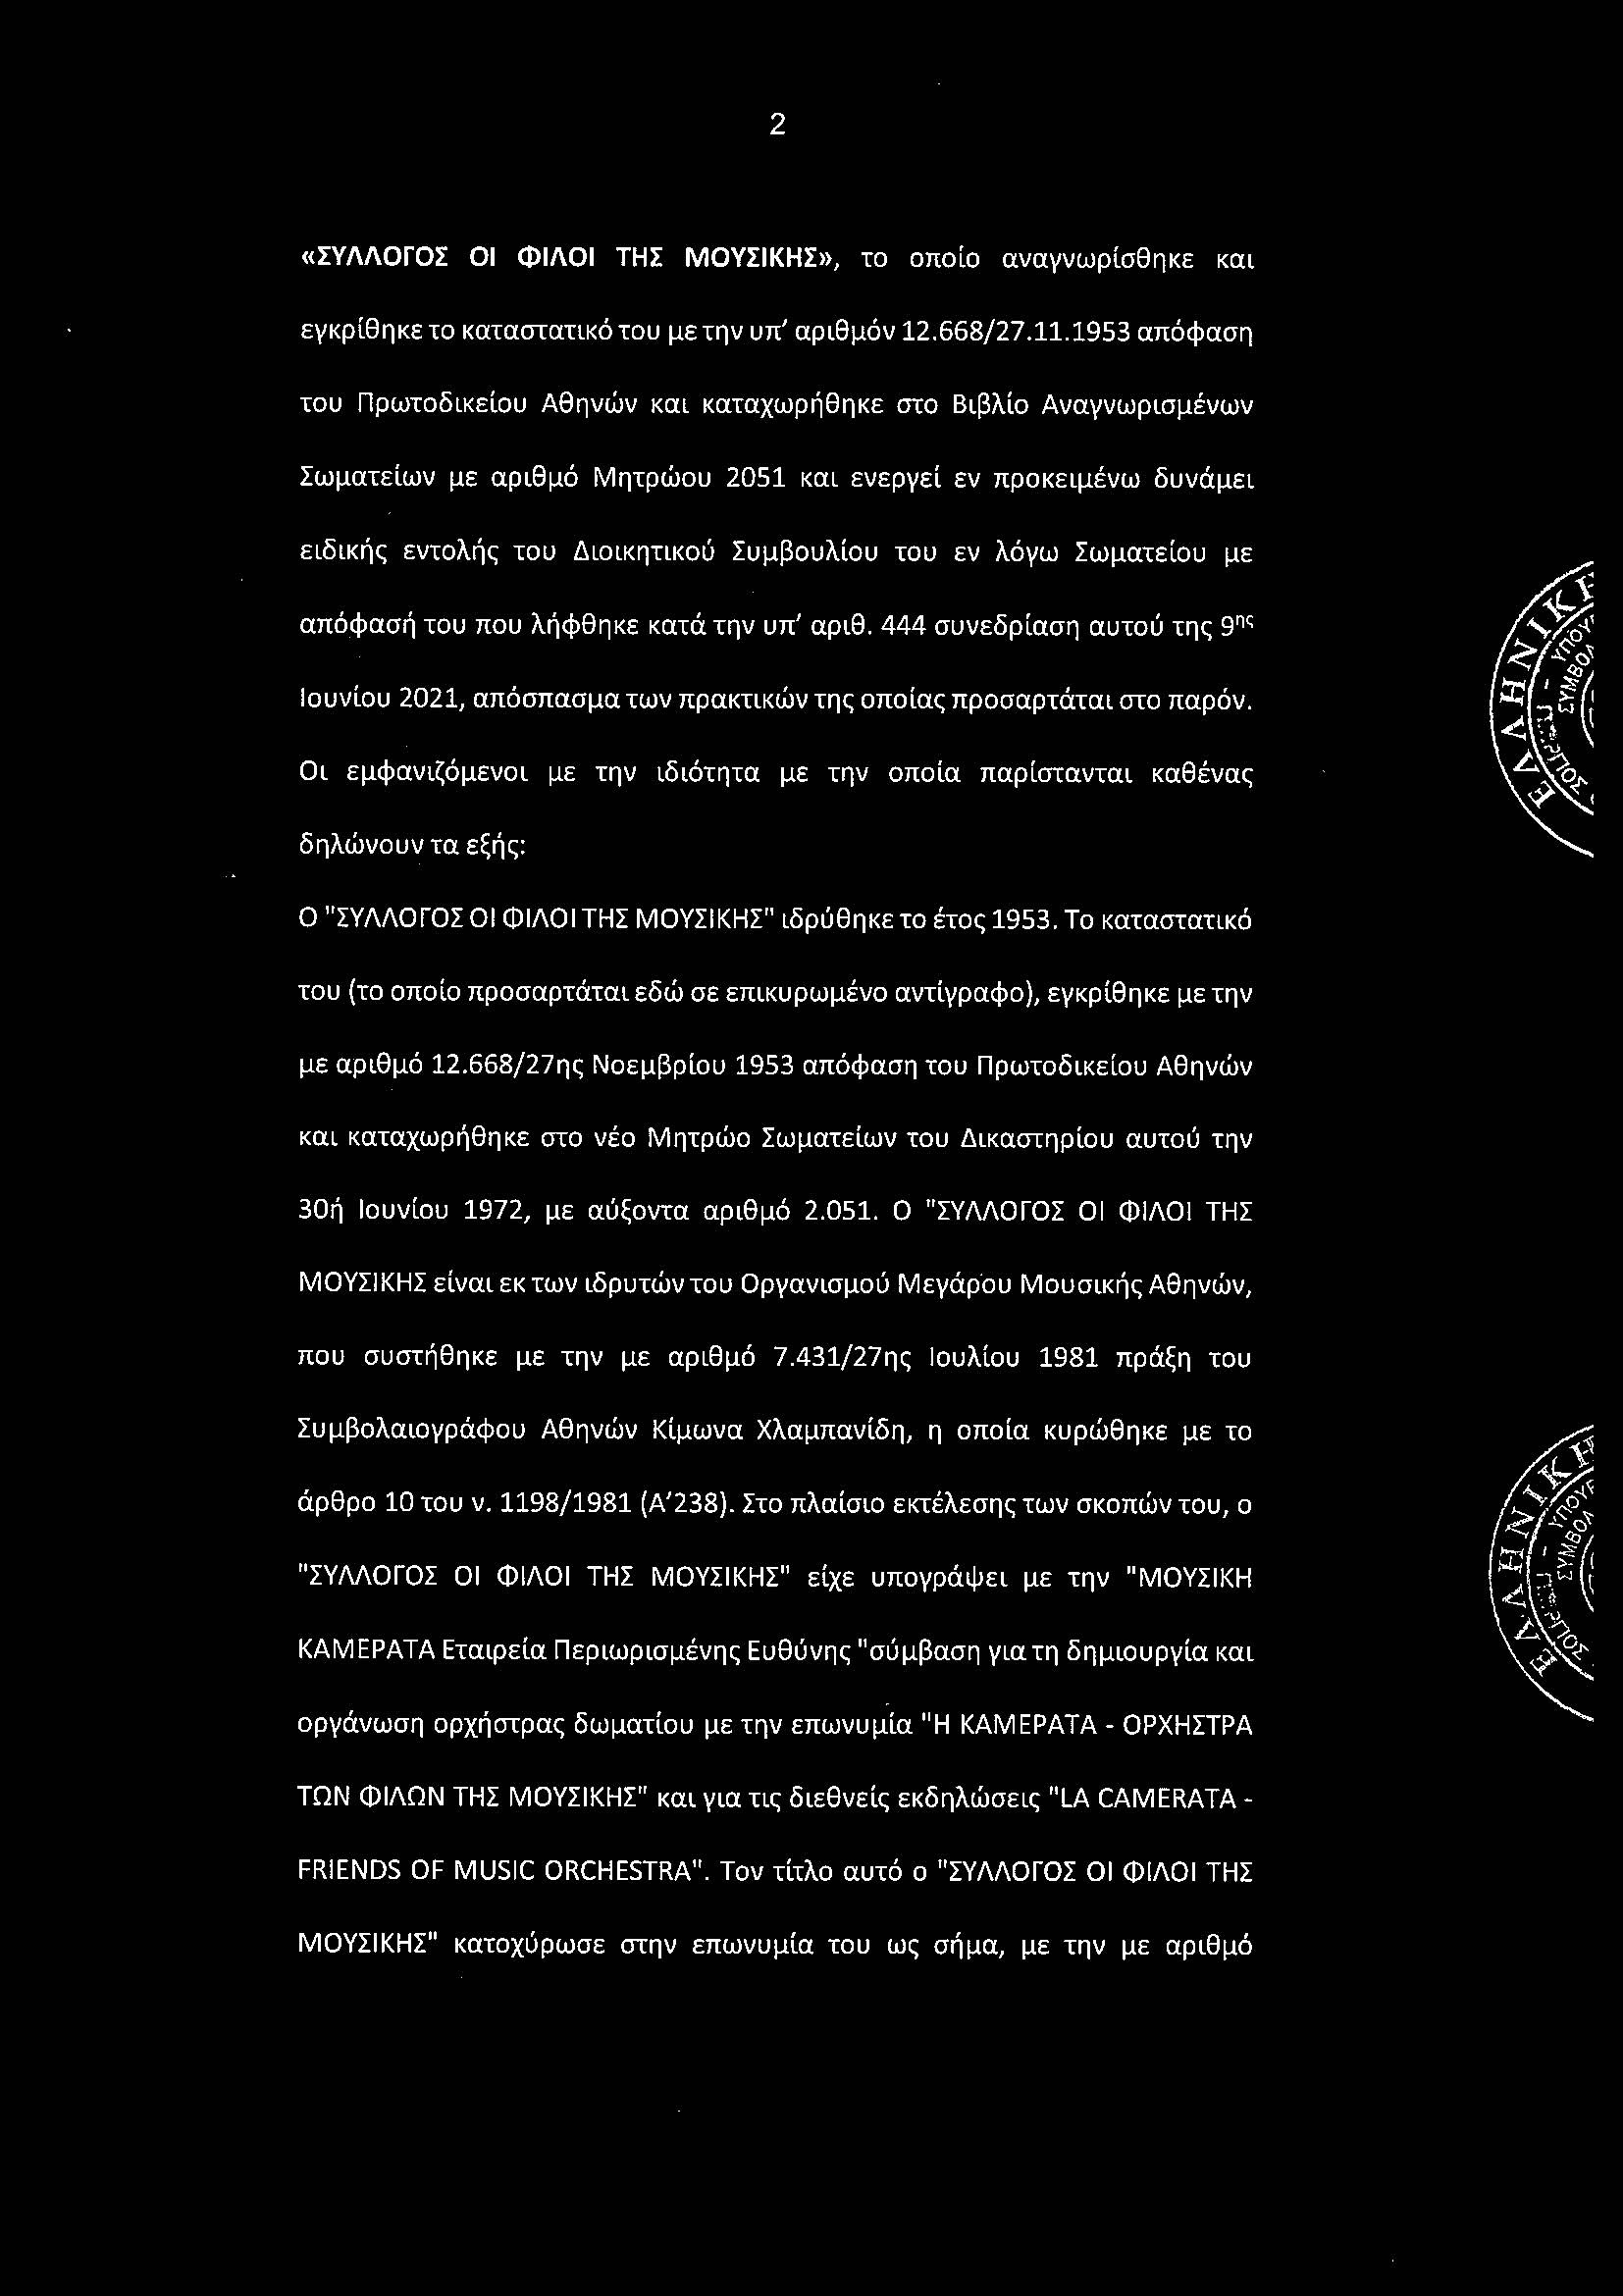 2
«ΣΥΛΛΟΓΟΣ ΟΙ ΦΙΛΟΙ ΤΗΣ ΜΟΥΣΙΚΗΣ», το οποίο αναγνωρίσθηκε και
εγκρίθηκε το καταστατικό του με την υπ' αριθμόν 12.668/27.11.1953 απόφαση
του Πρωτοδικείου Αθηνών και καταχωρήθηκε στο Βιβλίο Αναγνωρισμένων
Σωματείων με αριθμό Μητρώου 2051 και ενεργεί εν προκειμένω δυνάμει
ειδικής εντολής του Διοικητικού Συμβουλίου του εν λόγω Σωματείου με
απόφασή του που λήφθηκε κατά την υπ' αριθ. 444 συνεδρίαση αυτού της 9ης
Ιουνίου 2021, απόσπασμα των πρακτικών της οποίας προσαρτάται στο παρόν.
Οι εμφανιζόμενοι με την ιδιότητα με την οποία παρίστανται καθένας
δηλώνουν τα εξής:
Ο "ΣΥΛΛΟΓΟΣ ΟΙ ΦΙΛΟΙ ΤΗΣ ΜΟΥΣΙΚΗΣ" ιδρύθηκε το έτος 1953. Το καταστατικό
του (το οποίο προσαρτάται εδώ σε επικυρωμένο αντίγραφο), εγκρίθηκε με την
με αριθμό 12.668/27ης Νοεμβρίου 1953 απόφαση του Πρωτοδικείου Αθηνών
και καταχωρήθηκε στο νέο Μητρώο Σωματείων του Δικαστηρίου αυτού την
30ή Ιουνίου 1972, με αύξοντα αριθμό 2.051. Ο "ΣΥΛΛΟΓΟΣ ΟΙ ΦΙΛΟΙ ΤΗΣ
ΜΟΥΣΙΚΗΣ είναι εκ των ιδρυτών του Οργανισμού Μεγάρου Μουσικής Αθηνών,
που συστήθηκε με την με αριθμό 7.431/27ης Ιουλίου 1981 πράξη του
Συμβολαιογράφου Αθηνών Κίμωνα Χλαμπανίδη, η οποία κυρώθηκε με το
άρθρο 10 του ν. 1198/1981 (Α'238). Στο πλαίσιο εκτέλεσης των σκοπών του, ο
"ΣΥΛΛΟΓΟΣ ΟΙ ΦΙΛΟΙ ΤΗΣ ΜΟΥΣΙΚΗΣ" είχε υπογράψει με την "ΜΟΥΣΙΚΗ
ΚΑΜΕΡΑΤΑ Εταιρεία Περιωρισμένης Ευθύνης "σύμβαση για τη δημιουργία και
οργάνωση ορχήστρας δωματίου με την επωνυμία "Η ΚΑΜΕΡΑΤΑ - ΟΡΧΗΣΤΡΑ
ΤΩΝ ΦΙΛΩΝ ΤΗΣ ΜΟΥΣΙΚΗΣ" και για τις διεθνείς εκδηλώσεις "LA CAMERATA -
FRIENDS OF MUSIC ORCHESTRA". Τον τίτλο αυτό ο "ΣΥΛΛΟΓΟΣ ΟΙ ΦΙΛΟΙ ΤΗΣ
ΜΟΥΣΙΚΗΣ" κατοχύρωσε στην επωνυμία του ως σήμα, με την με αριθμό